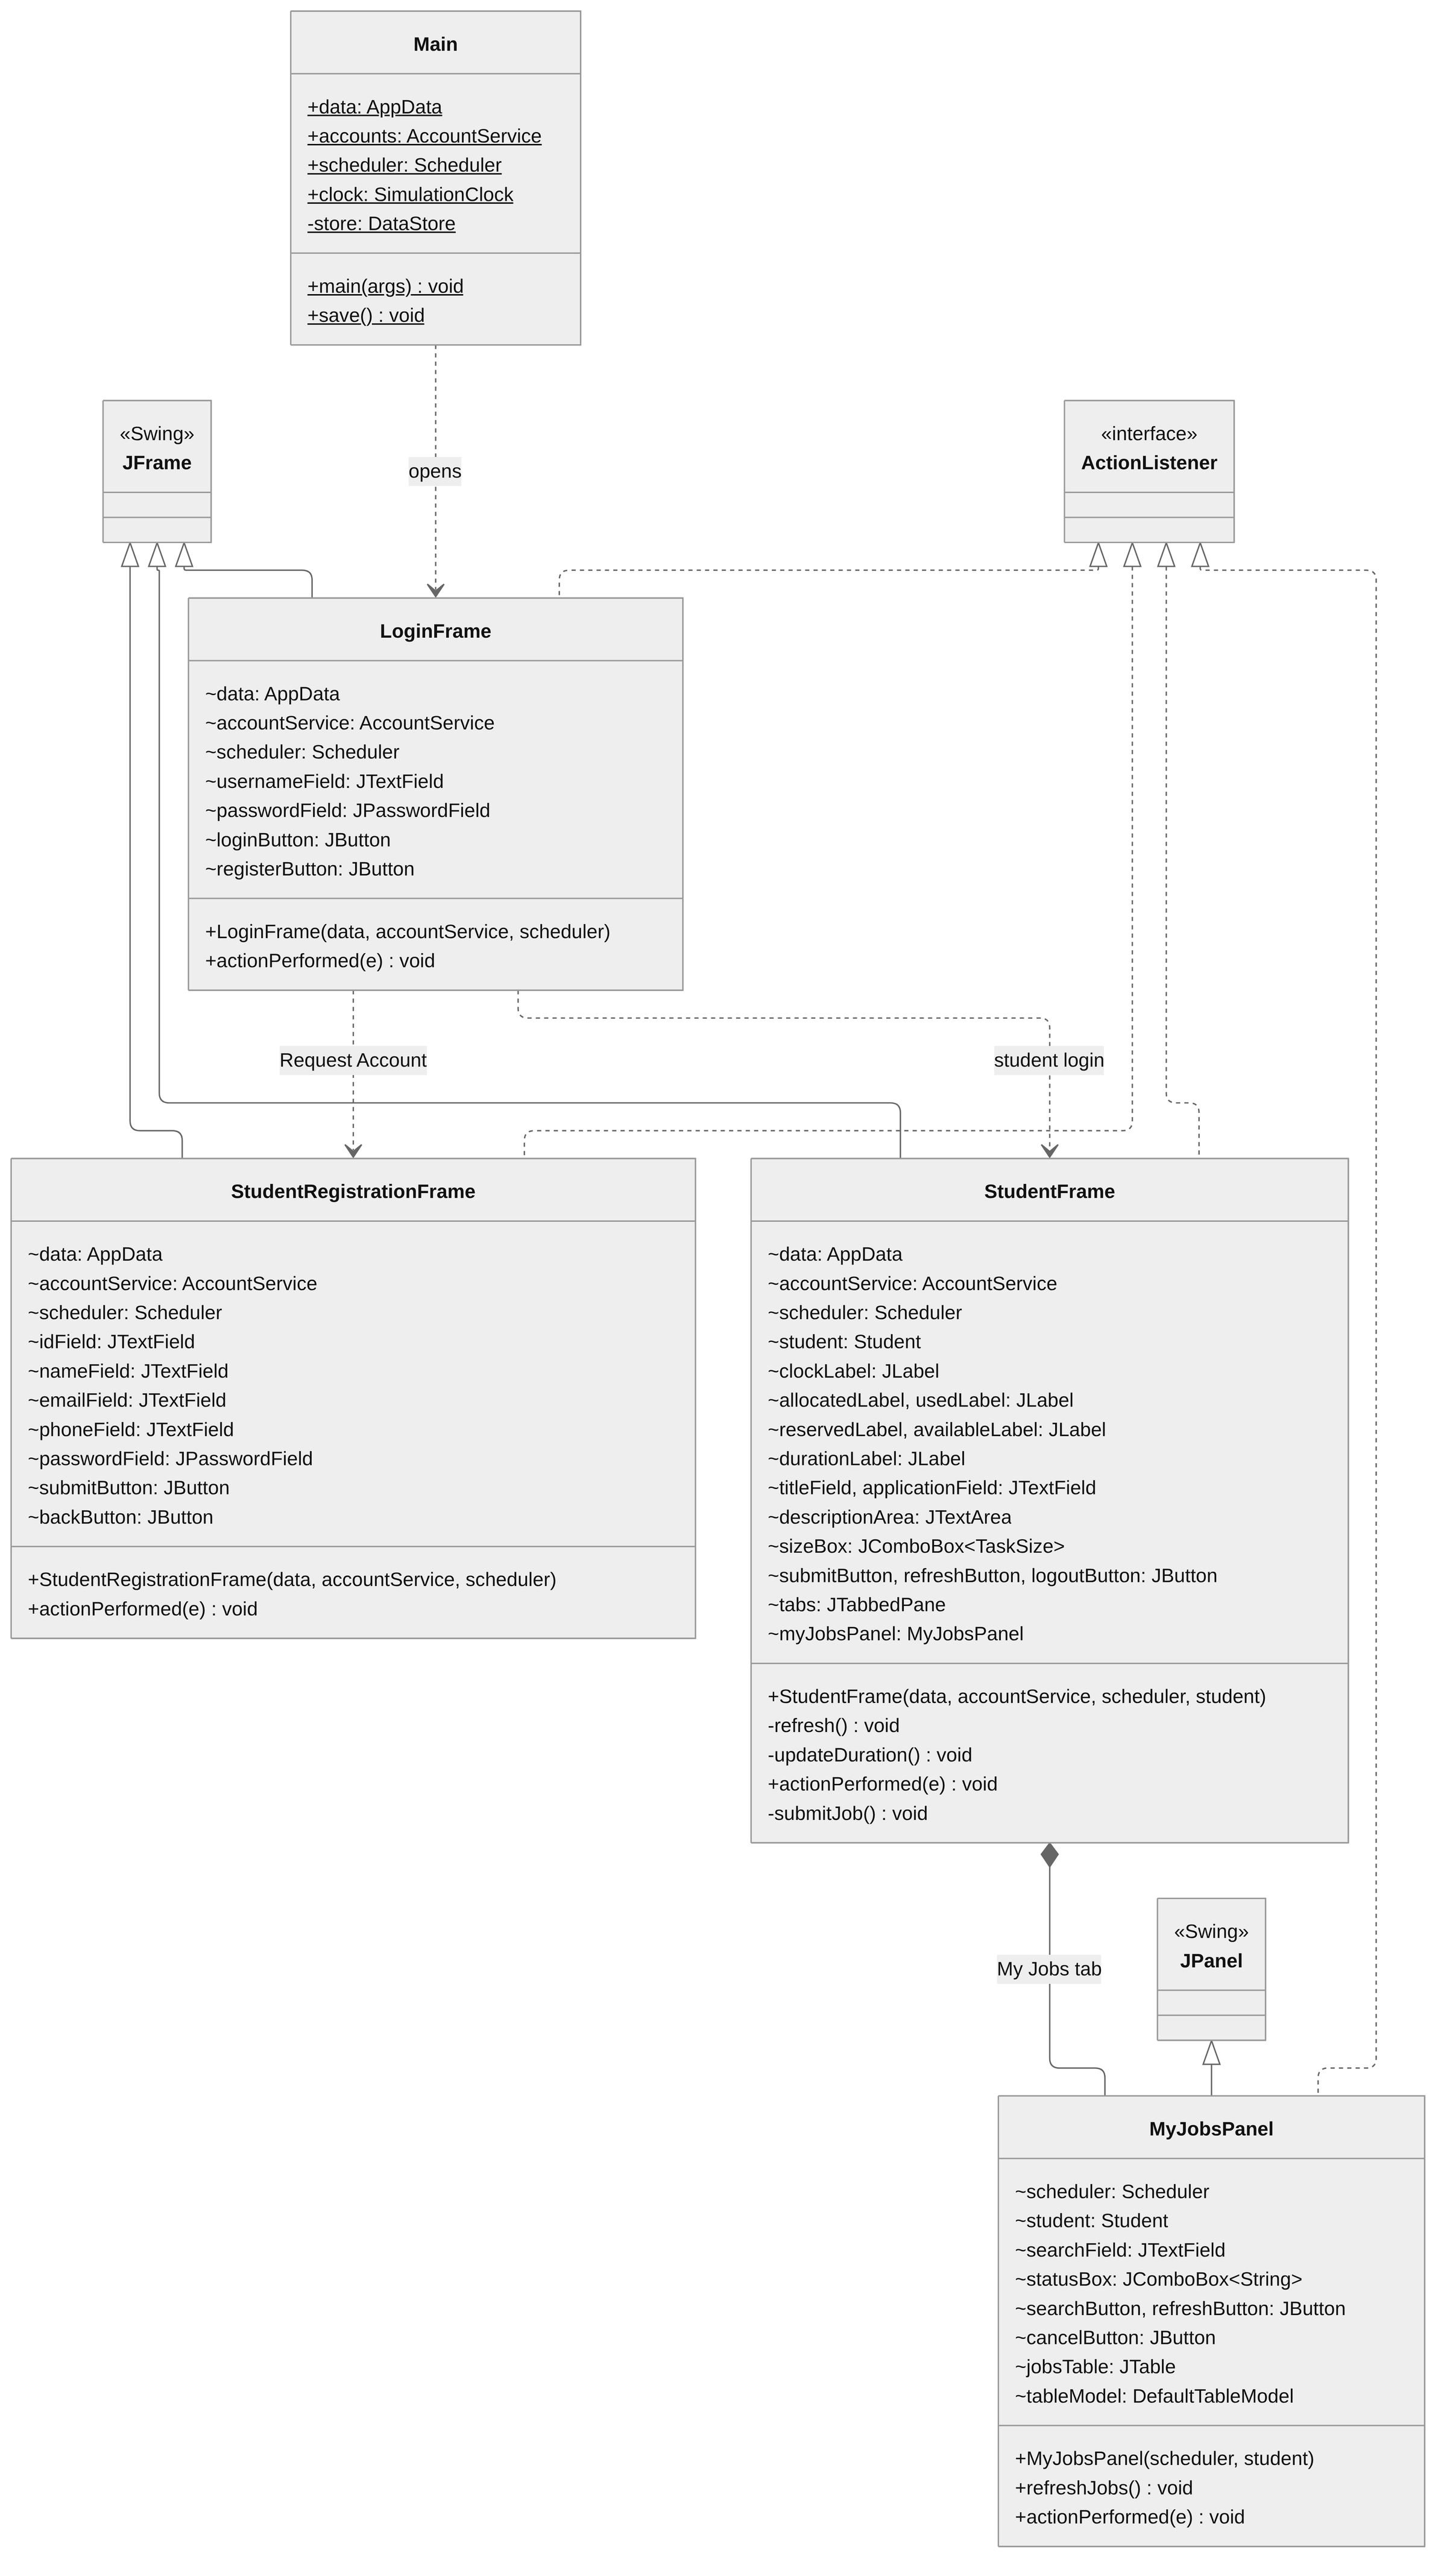 Main
+data: AppData
+accounts: AccountService
+scheduler: Scheduler
+clock: SimulationClock
-store: DataStore
+main(args) : void
+save() : void
«Swing»
JFrame
opens
«interface»
ActionListener
LoginFrame
~data: AppData
~accountService: AccountService
~scheduler: Scheduler
~usernameField: JTextField
~passwordField: JPasswordField
~loginButton: JButton
~registerButton: JButton
+LoginFrame(data, accountService, scheduler)
+actionPerformed(e) : void
Request Account
student login
StudentRegistrationFrame
~data: AppData
~accountService: AccountService
~scheduler: Scheduler
~idField: JTextField
~nameField: JTextField
~emailField: JTextField
~phoneField: JTextField
~passwordField: JPasswordField
~submitButton: JButton
~backButton: JButton
+StudentRegistrationFrame(data, accountService, scheduler)
+actionPerformed(e) : void
StudentFrame
~data: AppData
~accountService: AccountService
~scheduler: Scheduler
~student: Student
~clockLabel: JLabel
~allocatedLabel, usedLabel: JLabel
~reservedLabel, availableLabel: JLabel
~durationLabel: JLabel
~titleField, applicationField: JTextField
~descriptionArea: JTextArea
~sizeBox: JComboBox<TaskSize>
~submitButton, refreshButton, logoutButton: JButton
~tabs: JTabbedPane
~myJobsPanel: MyJobsPanel
+StudentFrame(data, accountService, scheduler, student)
-refresh() : void
-updateDuration() : void
+actionPerformed(e) : void
-submitJob() : void
My Jobs tab
«Swing»
JPanel
MyJobsPanel
~scheduler: Scheduler
~student: Student
~searchField: JTextField
~statusBox: JComboBox<String>
~searchButton, refreshButton: JButton
~cancelButton: JButton
~jobsTable: JTable
~tableModel: DefaultTableModel
+MyJobsPanel(scheduler, student)
+refreshJobs() : void
+actionPerformed(e) : void